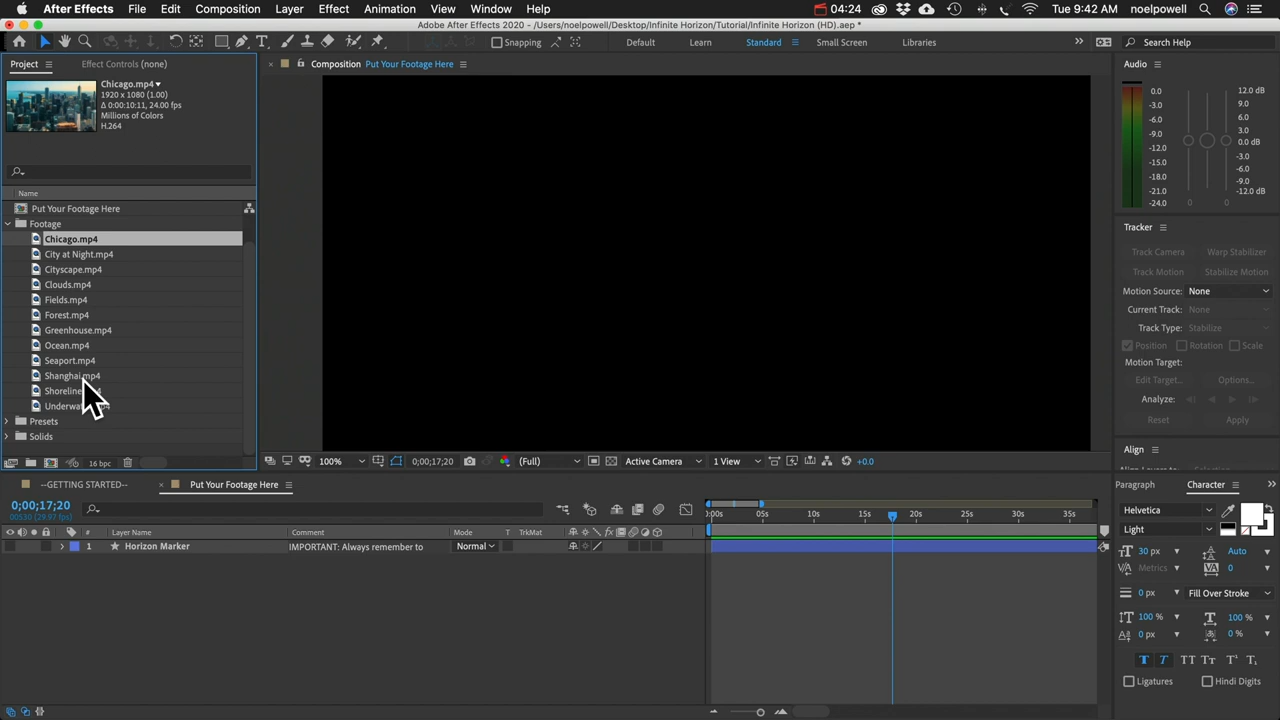 After Effects File Edit Composition Layer Effect Animation View Window Help 04:24 Tue 9:42 AM noelpowell
Adobe After Effects 2020 - /Users/noelpowell/Desktop/Infinite Horizon/Tutorial/Infinite Horizon (HD).aep *
Snapping Default Learn Standard Small Screen Libraries Search Help
Project Effect Controls (none) Composition Put Your Footage Here Audio
Chicago.mp4
1920 x 1080 (1.00)
Δ 0:00:10:11, 24.00 fps
Millions of Colors
H.264
0.0 12.0 dB
-3.0 9.0
-6.0 6.0
-9.0 3.0
-12.0 0.0 dB
-15.0 -3.0
-18.0 -6.0
-21.0 -9.0
-24.0 -12.0 dB
0 0 0
Name
Put Your Footage Here
Footage
Chicago.mp4
City at Night.mp4
Cityscape.mp4
Clouds.mp4
Fields.mp4
Forest.mp4
Greenhouse.mp4
Ocean.mp4
Seaport.mp4
Shanghai.mp4
Presets
Solids
16 bpc
Tracker
Track Camera Warp Stabilizer
Track Motion Stabilize Motion
Motion Source: None
Current Track: None
Track Type: Stabilize
Position Rotation Scale
Motion Target:
Edit Target... Options...
Analyze:
Reset Apply
Align
100% 0;00;17;20 (Full) Active Camera 1 View +0.0
--GETTING STARTED-- Put Your Footage Here
0;00;17;20
00530 (29.97 fps)
:00s 05s 10s 15s 20s 25s 30s 35s
# Layer Name Comment Mode T TrkMat
1 Horizon Marker IMPORTANT: Always remember to Normal
Paragraph Character
Helvetica
Light
30 px Auto
Metrics 0
0 px Fill Over Stroke
100 % 100 %
0 px 0 %
T T TT Tт T¹ T₁
Ligatures Hindi Digits